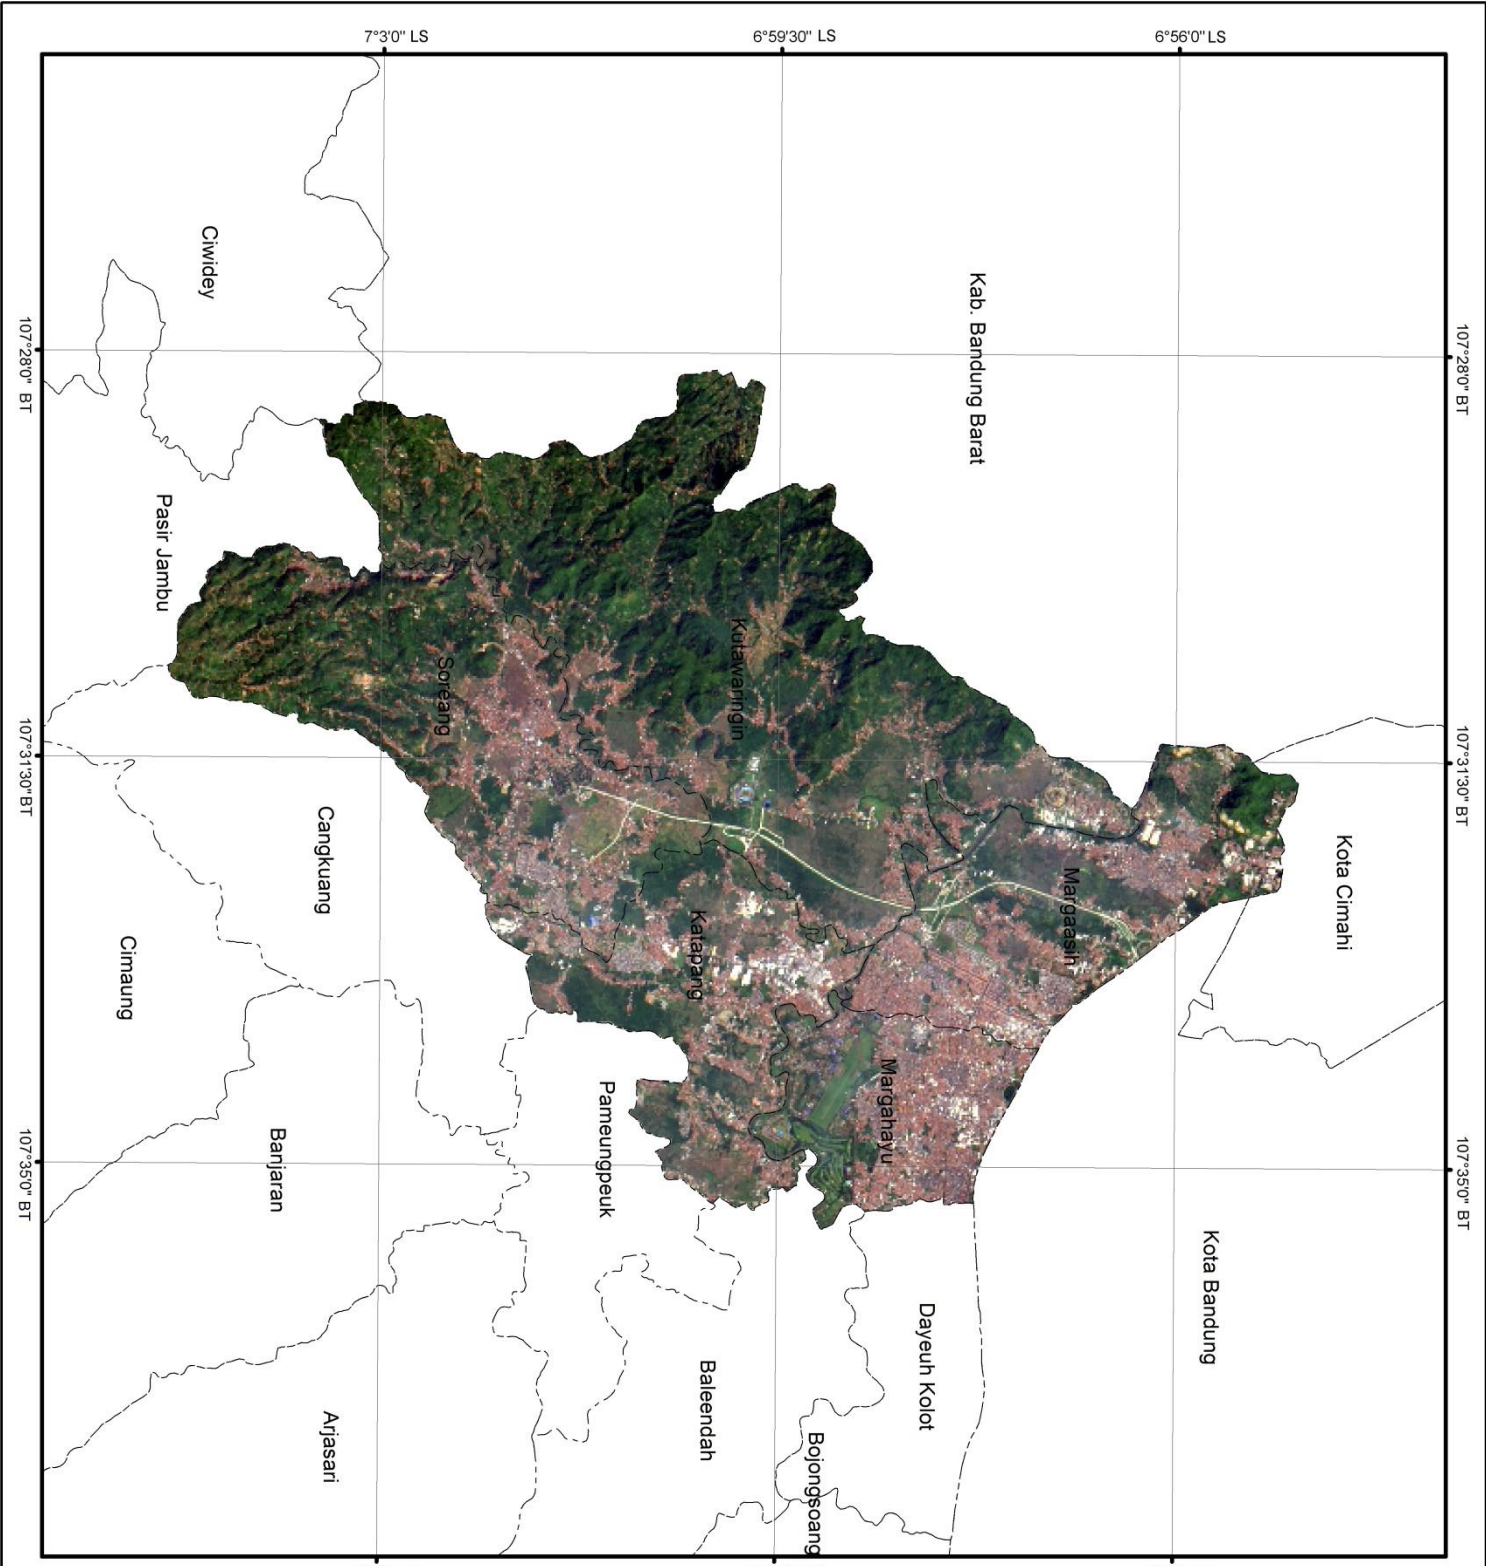 7°3'0" LS
6°59'30" LS
6°56'0" LS
107°28'0" BT
107°31'30" BT
107°35'0" BT
107°28'0" BT
107°31'30" BT
107°35'0" BT
Kab. Bandung Barat
Kota Cimahi
Kota Bandung
Ciwidey
Pasir Jambu
Kutawaringin
Soreang
Margaasih
Katapang
Margahayu
Cangkuang
Cimaung
Banjaran
Pameungpeuk
Arjasari
Baleendah
Dayeuh Kolot
Bojongsoang